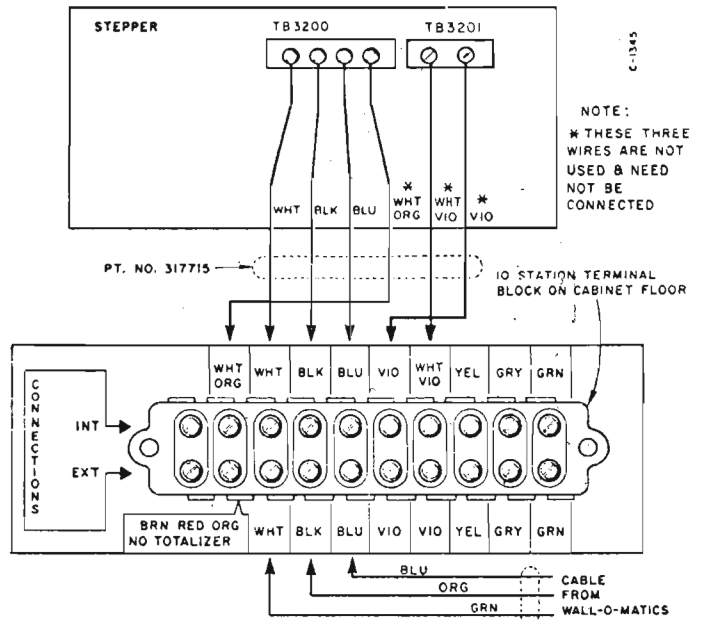 STEPPER
TB3200
TB3201
C-1345
NOTE:
* THESE THREE
WIRES ARE NOT
USED & NEED
NOT BE
CONNECTED
WHT
BLK
BLU
* WHT ORG
* WHT VIO
* VIO
PT. NO. 317715
10 STATION TERMINAL
BLOCK ON CABINET FLOOR
CONNECTIONS
INT
EXT
WHT ORG
WHT
BLK
BLU
VIO
WHT VIO
YEL
GRY
GRN
BRN RED ORG
NO TOTALIZER
WHT
BLK
BLU
VIO
VIO
YEL
GRY
GRN
BLU
ORG
GRN
CABLE
FROM
WALL-O-MATICS